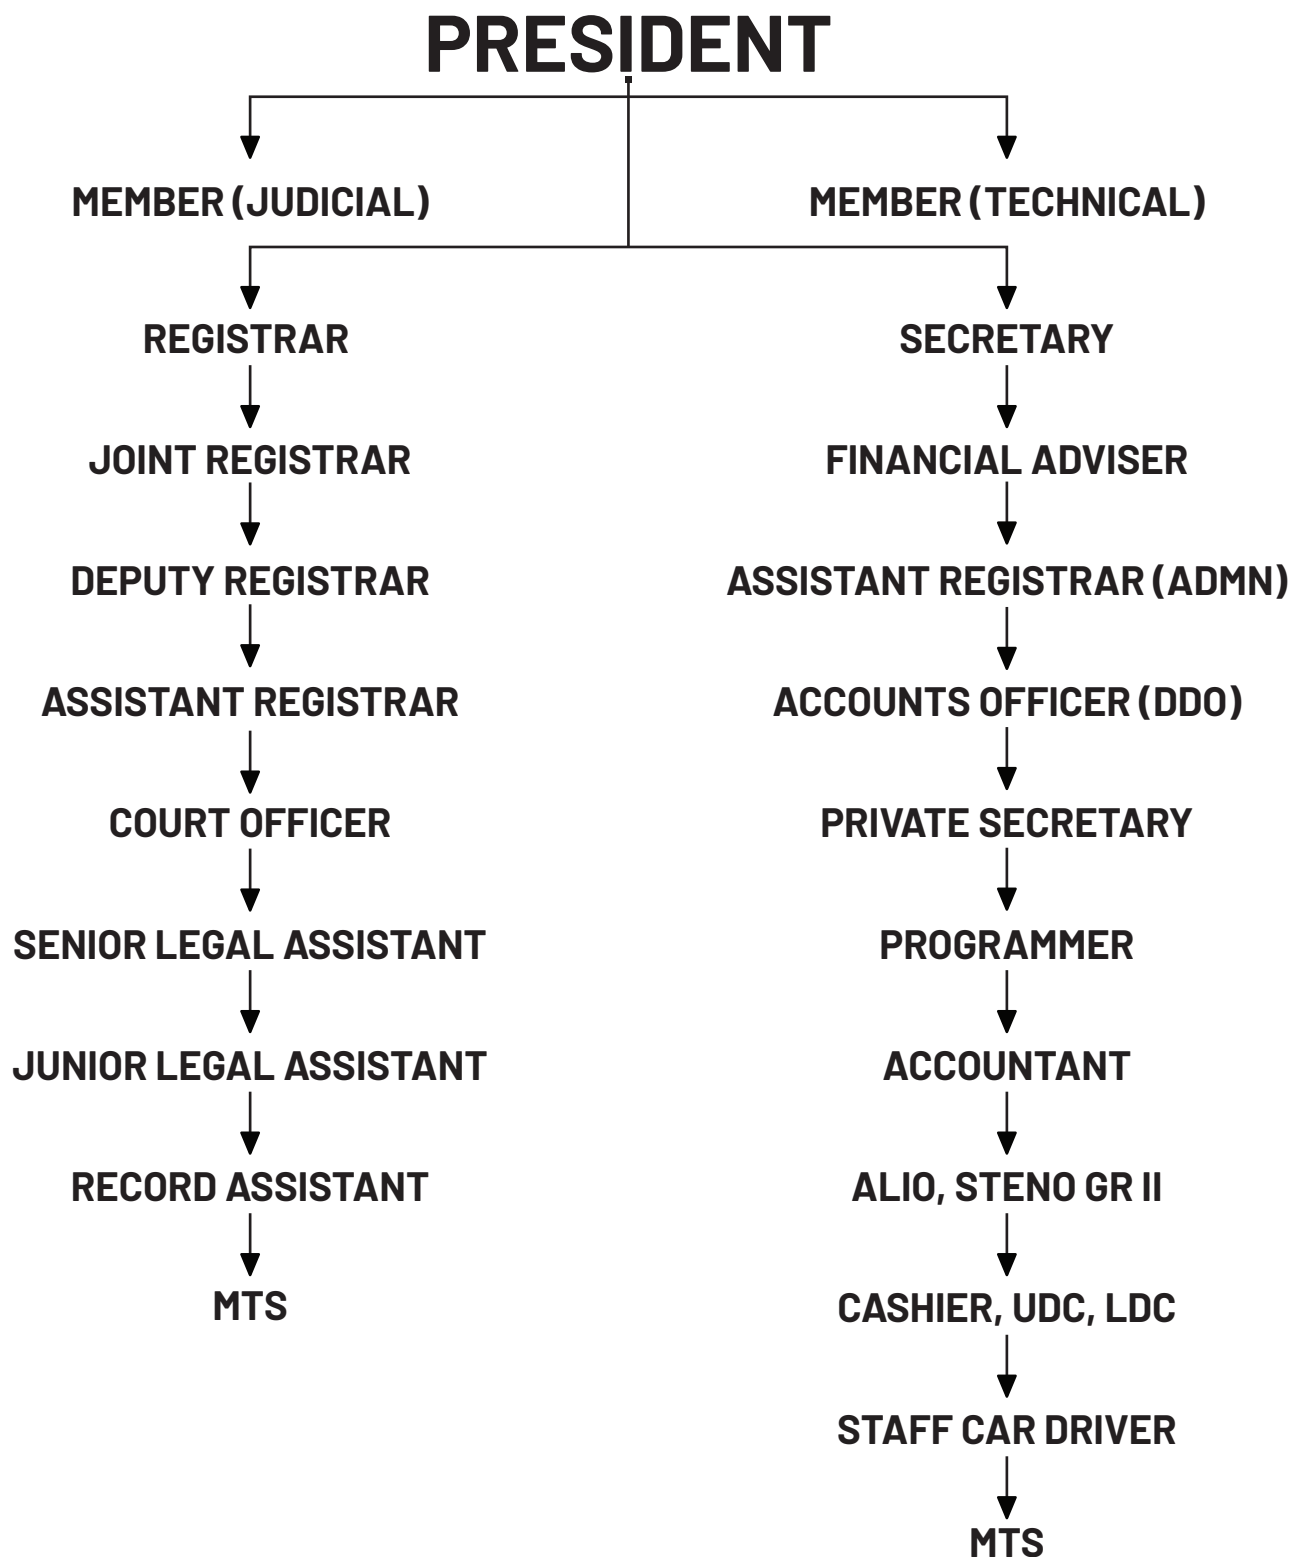 PRESIDENT
MEMBER (JUDICIAL)
MEMBER (TECHNICAL)
REGISTRAR
SECRETARY
JOINT REGISTRAR
FINANCIAL ADVISER
DEPUTY REGISTRAR
ASSISTANT REGISTRAR (ADMN)
ASSISTANT REGISTRAR
ACCOUNTS OFFICER (DDO)
COURT OFFICER
PRIVATE SECRETARY
SENIOR LEGAL ASSISTANT
PROGRAMMER
JUNIOR LEGAL ASSISTANT
ACCOUNTANT
RECORD ASSISTANT
ALIO, STENO GR II
MTS
CASHIER, UDC, LDC
STAFF CAR DRIVER
MTS